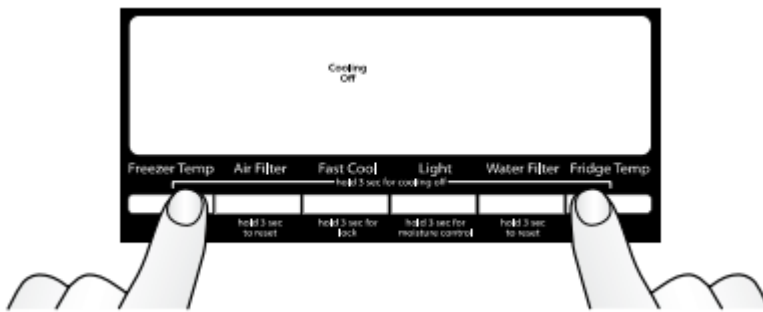 Cooling
Off
Freezer Temp Air Filter Fast Cool Light Water Filter Fridge Temp
hold 3 sec for cooling off
hold 3 sec to reset
hold 3 sec for lock
hold 3 sec for moisture control
hold 3 sec to reset